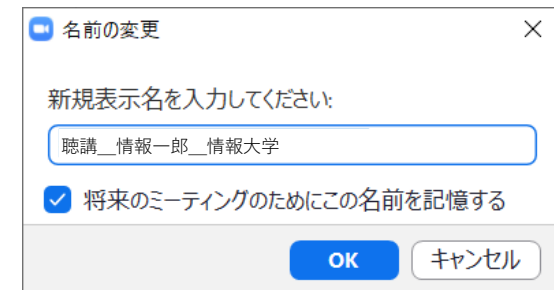 名前の変更
新規表示名を入力してください:
聴講__情報一郎__情報大学
将来のミーティングのためにこの名前を記憶する
OK キャンセル